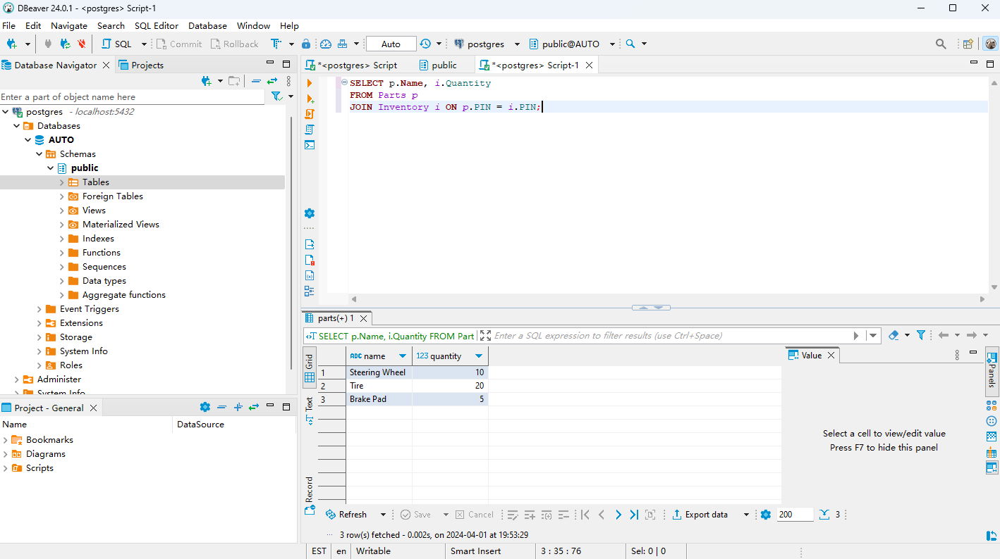 DBeaver 24.0.1 - <postgres> Script-1
File Edit Navigate Search SQL Editor Database Window Help
SQL Commit Rollback T Auto postgres public@AUTO
Database Navigator Projects
*<postgres> Script public *<postgres> Script-1
Enter a part of object name here
SELECT p.Name, i.Quantity
FROM Parts p
JOIN Inventory i ON p.PIN = i.PIN;
postgres - localhost:5432
Databases
AUTO
Schemas
public
Tables
Foreign Tables
Views
Materialized Views
Indexes
Functions
Sequences
Data types
Aggregate functions
Event Triggers
Extensions
Storage
System Info
Roles
Administer
System Info
Project - General
Name DataSource
Bookmarks
Diagrams
Scripts
parts(+) 1
SELECT p.Name, i.Quantity FROM Part Enter a SQL expression to filter results (use Ctrl+Space)
Grid
Text
Record
ABC name 123 quantity
1 Steering Wheel 10
2 Tire 20
3 Brake Pad 5
Value
Panels
Select a cell to view/edit value
Press F7 to hide this panel
Refresh Save Cancel Export data 200 3
3 row(s) fetched - 0.002s, on 2024-04-01 at 19:53:29
EST en Writable Smart Insert 3 : 35 : 76 Sel: 0 | 0